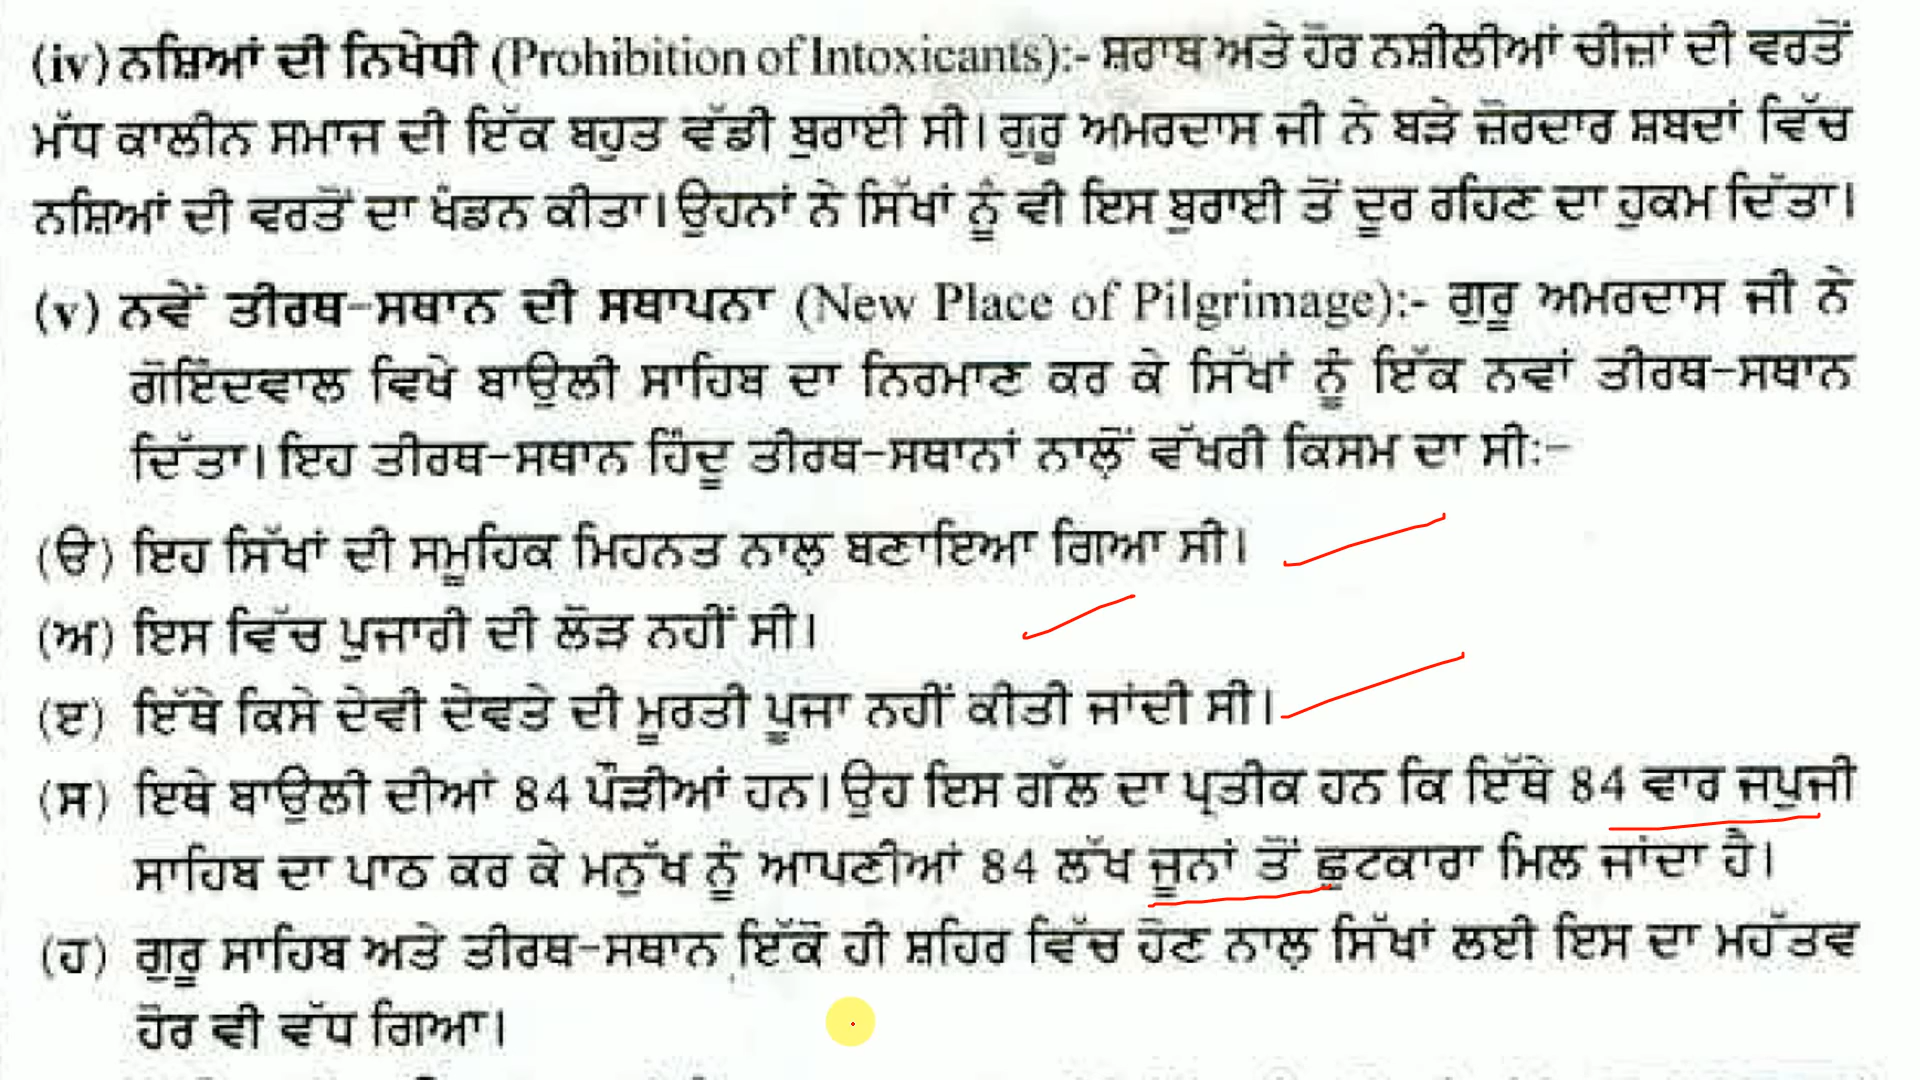 (iv) ਨਸ਼ਿਆਂ ਦੀ ਨਿਖੇਧੀ (Prohibition of Intoxicants):- ਸ਼ਰਾਬ ਅਤੇ ਹੋਰ ਨਸ਼ੀਲੀਆਂ ਚੀਜ਼ਾਂ ਦੀ ਵਰਤੋਂ
ਮੱਧ ਕਾਲੀਨ ਸਮਾਜ ਦੀ ਇੱਕ ਬਹੁਤ ਵੱਡੀ ਬੁਰਾਈ ਸੀ। ਗੁਰੂ ਅਮਰਦਾਸ ਜੀ ਨੇ ਬੜੇ ਜ਼ੋਰਦਾਰ ਸ਼ਬਦਾਂ ਵਿੱਚ
ਨਸ਼ਿਆਂ ਦੀ ਵਰਤੋਂ ਦਾ ਖੰਡਨ ਕੀਤਾ। ਉਹਨਾਂ ਨੇ ਸਿੱਖਾਂ ਨੂੰ ਵੀ ਇਸ ਬੁਰਾਈ ਤੋਂ ਦੂਰ ਰਹਿਣ ਦਾ ਹੁਕਮ ਦਿੱਤਾ।
(v) ਨਵੇਂ ਤੀਰਥ-ਸਥਾਨ ਦੀ ਸਥਾਪਨਾ (New Place of Pilgrimage):- ਗੁਰੂ ਅਮਰਦਾਸ ਜੀ ਨੇ
ਗੋਇੰਦਵਾਲ ਵਿਖੇ ਬਾਉਲੀ ਸਾਹਿਬ ਦਾ ਨਿਰਮਾਣ ਕਰ ਕੇ ਸਿੱਖਾਂ ਨੂੰ ਇੱਕ ਨਵਾਂ ਤੀਰਥ-ਸਥਾਨ
ਦਿੱਤਾ। ਇਹ ਤੀਰਥ-ਸਥਾਨ ਹਿੰਦੂ ਤੀਰਥ-ਸਥਾਨਾਂ ਨਾਲੋਂ ਵੱਖਰੀ ਕਿਸਮ ਦਾ ਸੀ:-
(ੳ) ਇਹ ਸਿੱਖਾਂ ਦੀ ਸਮੂਹਿਕ ਮਿਹਨਤ ਨਾਲ਼ ਬਣਾਇਆ ਗਿਆ ਸੀ।
(ਅ) ਇਸ ਵਿੱਚ ਪੁਜਾਰੀ ਦੀ ਲੋੜ ਨਹੀਂ ਸੀ।
(ੲ) ਇੱਥੇ ਕਿਸੇ ਦੇਵੀ ਦੇਵਤੇ ਦੀ ਮੂਰਤੀ ਪੂਜਾ ਨਹੀਂ ਕੀਤੀ ਜਾਂਦੀ ਸੀ।
(ਸ) ਇਥੇ ਬਾਉਲੀ ਦੀਆਂ 84 ਪੌੜੀਆਂ ਹਨ। ਉਹ ਇਸ ਗੱਲ ਦਾ ਪ੍ਰਤੀਕ ਹਨ ਕਿ ਇੱਥੇ 84 ਵਾਰ ਜਪੁਜੀ
ਸਾਹਿਬ ਦਾ ਪਾਠ ਕਰ ਕੇ ਮਨੁੱਖ ਨੂੰ ਆਪਣੀਆਂ 84 ਲੱਖ ਜੂਨਾਂ ਤੋਂ ਛੁਟਕਾਰਾ ਮਿਲ ਜਾਂਦਾ ਹੈ।
(ਹ) ਗੁਰੂ ਸਾਹਿਬ ਅਤੇ ਤੀਰਥ-ਸਥਾਨ ਇੱਕੋ ਹੀ ਸ਼ਹਿਰ ਵਿੱਚ ਹੋਣ ਨਾਲ਼ ਸਿੱਖਾਂ ਲਈ ਇਸ ਦਾ ਮਹੱਤਵ
ਹੋਰ ਵੀ ਵੱਧ ਗਿਆ।